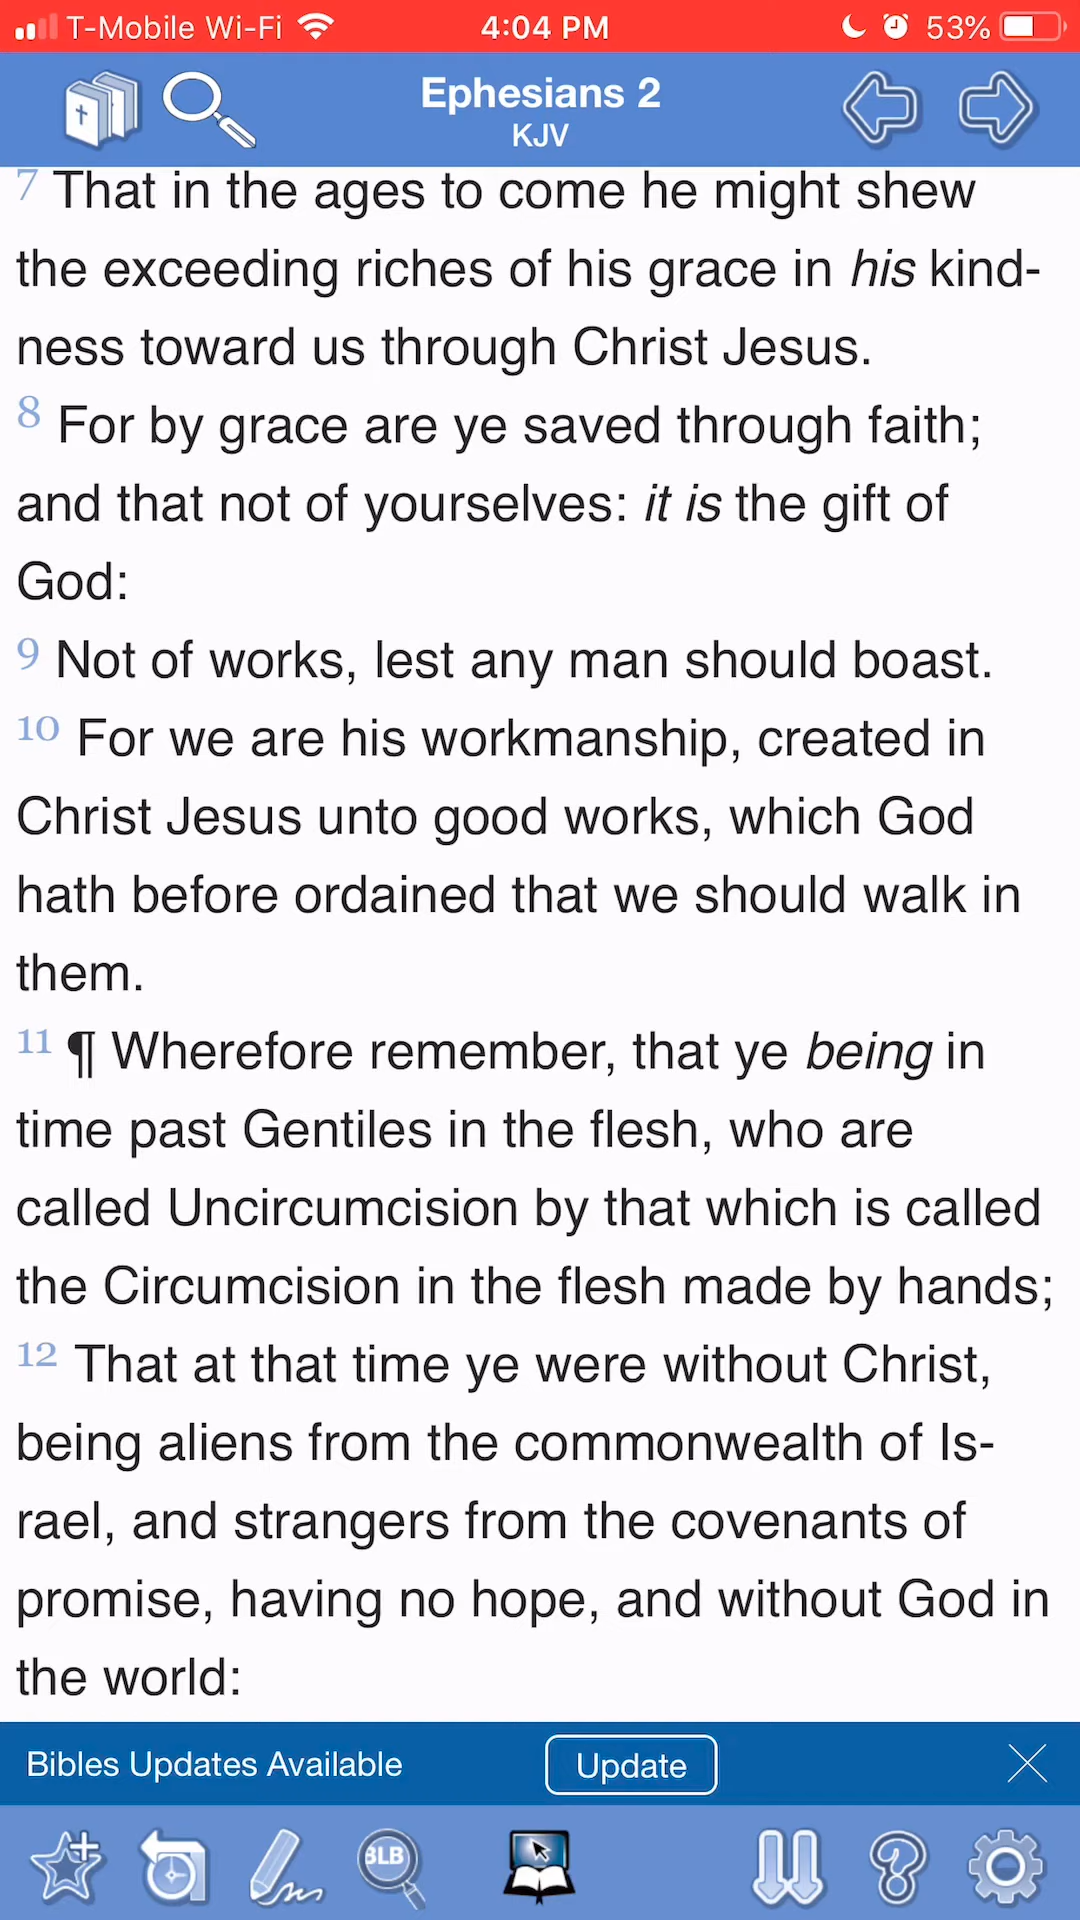 T-Mobile Wi-Fi 4:04 PM 53%
Ephesians 2
KJV
7 That in the ages to come he might shew
the exceeding riches of his grace in his kind-
ness toward us through Christ Jesus.
8 For by grace are ye saved through faith;
and that not of yourselves: it is the gift of
God:
9 Not of works, lest any man should boast.
10 For we are his workmanship, created in
Christ Jesus unto good works, which God
hath before ordained that we should walk in
them.
11 ¶ Wherefore remember, that ye being in
time past Gentiles in the flesh, who are
called Uncircumcision by that which is called
the Circumcision in the flesh made by hands;
12 That at that time ye were without Christ,
being aliens from the commonwealth of Is-
rael, and strangers from the covenants of
promise, having no hope, and without God in
the world:
Bibles Updates Available Update
BLB